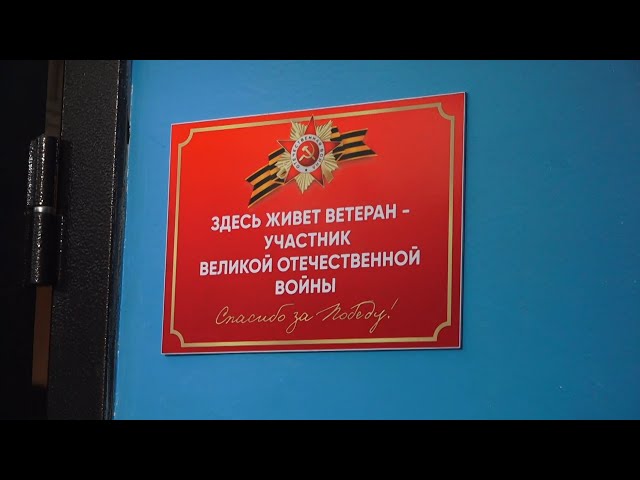 ЗДЕСЬ ЖИВЕТ ВЕТЕРАН -
УЧАСТНИК
ВЕЛИКОЙ ОТЕЧЕСТВЕННОЙ
ВОЙНЫ
Спасибо за Победу!